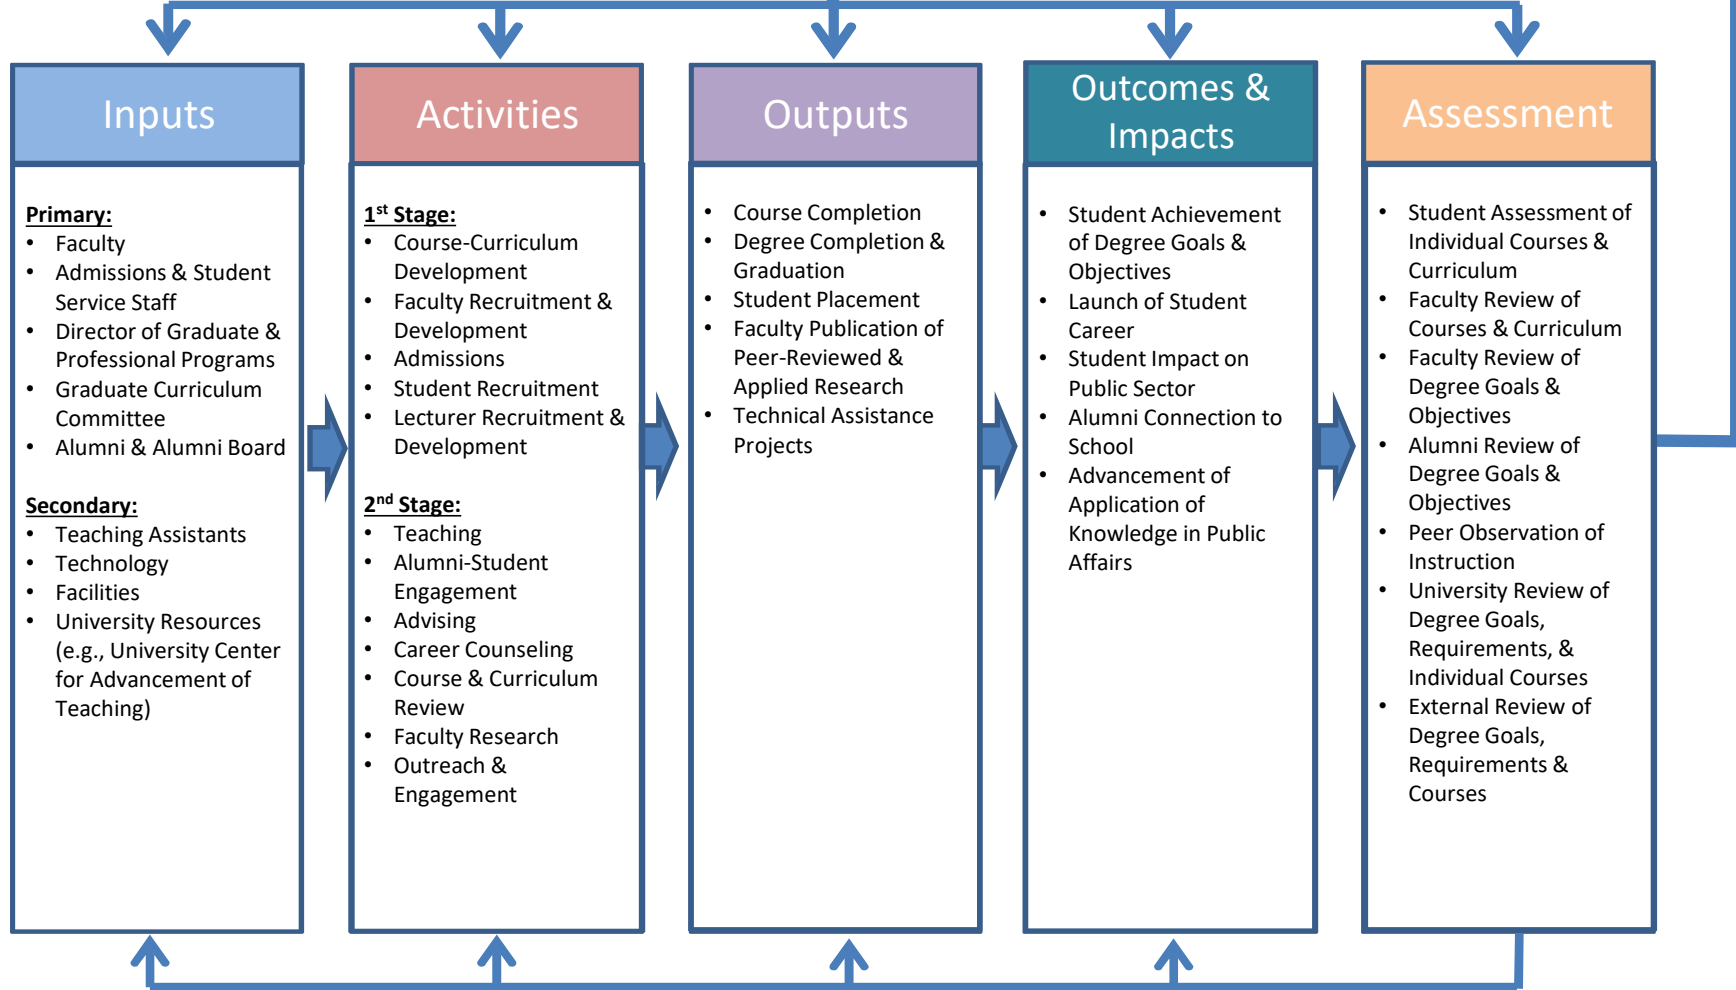 Inputs
Primary:
• Faculty
• Admissions & Student
Service Staff
• Director of Graduate &
Professional Programs
• Graduate Curriculum
Committee
• Alumni & Alumni Board
Secondary:
• Teaching Assistants
• Technology
• Facilities
• University Resources
(e.g., University Center
for Advancement of
Teaching)
Activities
1st Stage:
• Course-Curriculum
Development
• Faculty Recruitment &
Development
• Admissions
• Student Recruitment
• Lecturer Recruitment &
Development
2nd Stage:
• Teaching
• Alumni-Student
Engagement
• Advising
• Career Counseling
• Course & Curriculum
Review
• Faculty Research
• Outreach &
Engagement
Outputs
• Course Completion
• Degree Completion &
Graduation
• Student Placement
• Faculty Publication of
Peer-Reviewed &
Applied Research
• Technical Assistance
Projects
Outcomes &
Impacts
• Student Achievement
of Degree Goals &
Objectives
• Launch of Student
Career
• Student Impact on
Public Sector
• Alumni Connection to
School
• Advancement of
Application of
Knowledge in Public
Affairs
Assessment
• Student Assessment of
Individual Courses &
Curriculum
• Faculty Review of
Courses & Curriculum
• Faculty Review of
Degree Goals &
Objectives
• Alumni Review of
Degree Goals &
Objectives
• Peer Observation of
Instruction
• University Review of
Degree Goals,
Requirements, &
Individual Courses
• External Review of
Degree Goals,
Requirements &
Courses